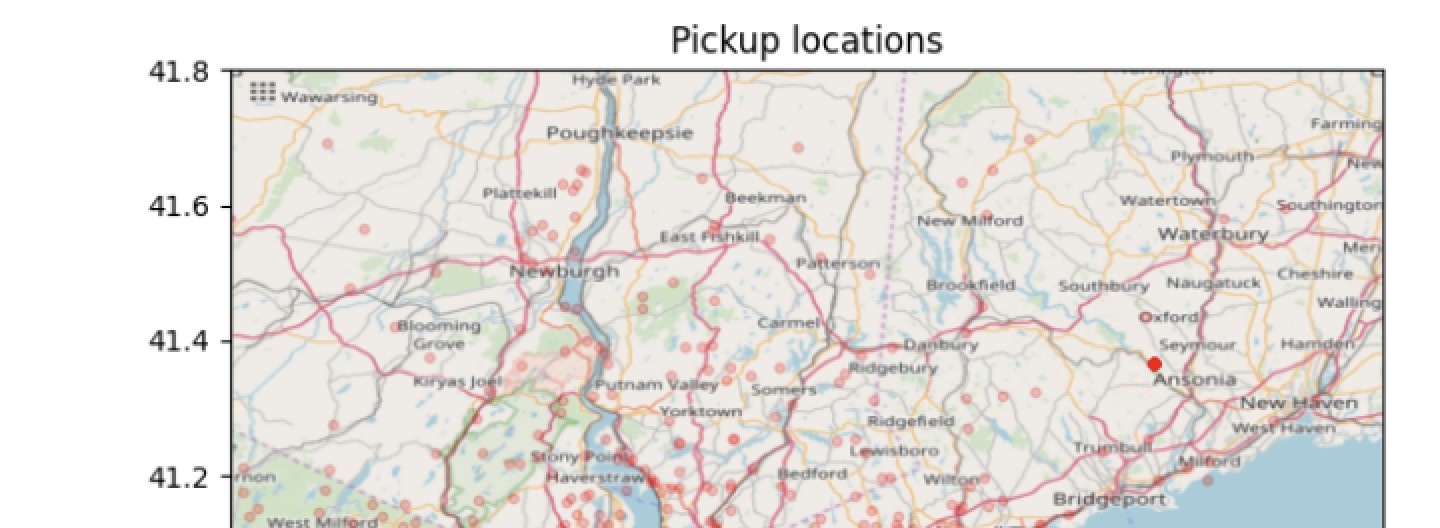 Pickup locations
41.8
Hyde Park
Wawarsing
Farming
Poughkeepsie
Plymouth
New
Plattekill
Beekman
Watertown
Southington
41.6
New Milford
East Fishkill
Waterbury
Meri
Patterson
Newburgh
Cheshire
Brookfield
Southbury
Naugatuck
Walling
Blooming
Grove
Carmel
Oxford
41.4
Danbury
Seymour
Hamden
Ridgebury
Kiryas Joel
Putnam Valley
Somers
Ansonia
New Haven
Yorktown
Ridgefield
West Haven
Trumbull
Lewisboro
Stony Point
Milford
41.2
rnon
Haverstraw
Bedford
Wilton
Bridgeport
West Milford